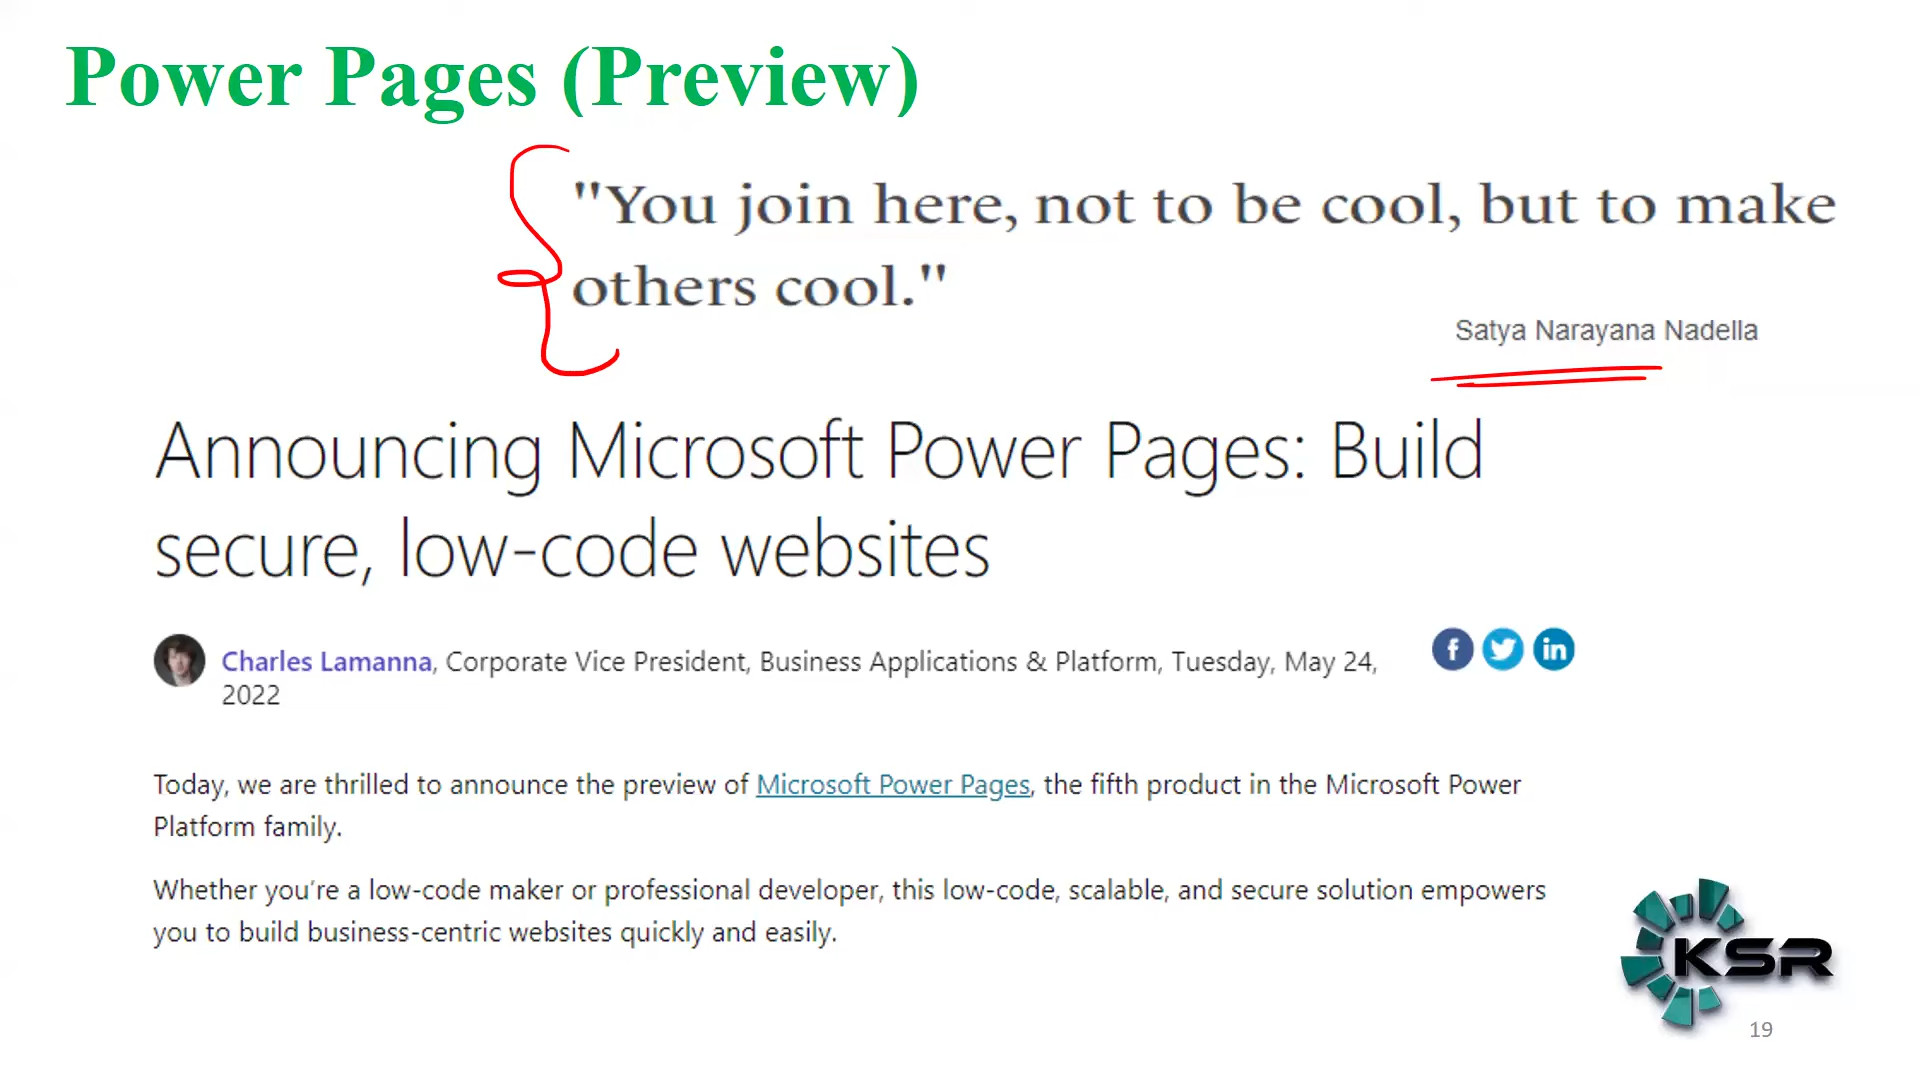 Power Pages (Preview)
"You join here, not to be cool, but to make
others cool."
Satya Narayana Nadella
Announcing Microsoft Power Pages: Build
secure, low-code websites
Charles Lamanna, Corporate Vice President, Business Applications & Platform, Tuesday, May 24,
2022
f
in
Today, we are thrilled to announce the preview of Microsoft Power Pages, the fifth product in the Microsoft Power
Platform family.
Whether you’re a low-code maker or professional developer, this low-code, scalable, and secure solution empowers
you to build business-centric websites quickly and easily.
KSR
19